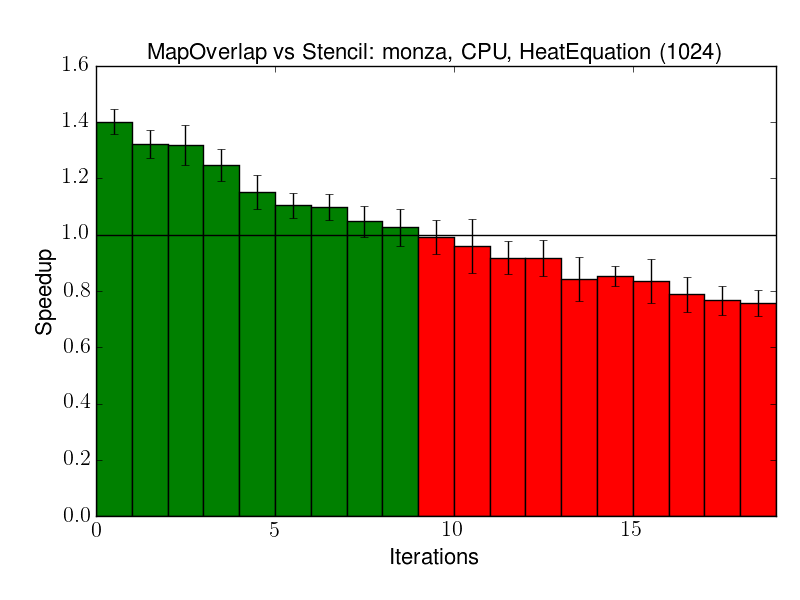 MapOverlap vs Stencil: monza, CPU, HeatEquation (1024)
1.6
1.4
1.2
1.0
0.8
0.6
0.4
0.2
0.0
Speedup
0 5 10 15
Iterations